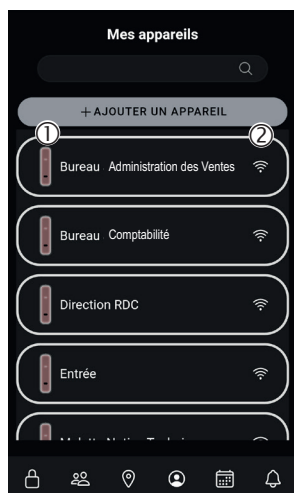 Mes appareils
+ AJOUTER UN APPAREIL
① ②
Bureau Administration des Ventes
Bureau Comptabilité
Direction RDC
Entrée